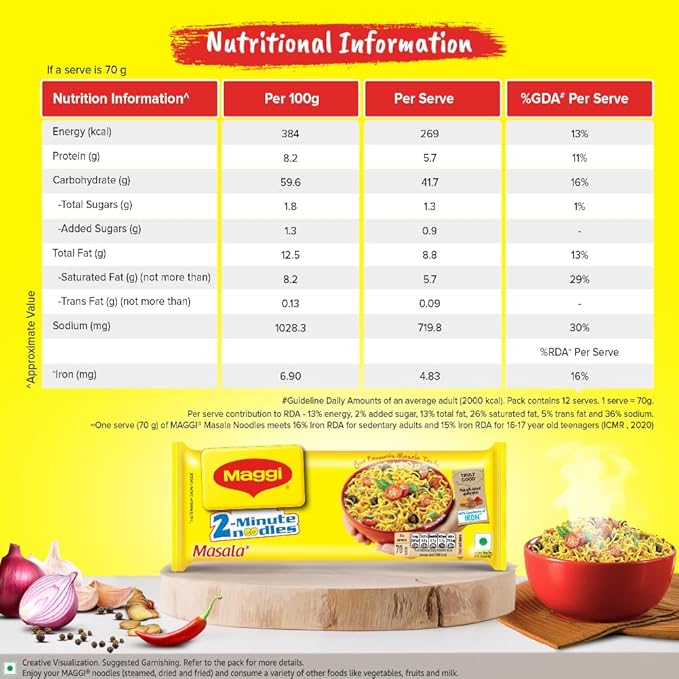 Nutritional Information
If a serve is 70 g
Nutrition Information^ Per 100g Per Serve %GDA# Per Serve
Energy (kcal) 384 269 13%
Protein (g) 8.2 5.7 11%
Carbohydrate (g) 59.6 41.7 16%
-Total Sugars (g) 1.8 1.3 1%
-Added Sugars (g) 1.3 0.9 -
Total Fat (g) 12.5 8.8 13%
-Saturated Fat (g) (not more than) 8.2 5.7 29%
-Trans Fat (g) (not more than) 0.13 0.09 -
Sodium (mg) 1028.3 719.8 30%
%RDA~ Per Serve
*Iron (mg) 6.90 4.83 16%
^Approximate Value
#Guideline Daily Amounts of an average adult (2000 kcal). Pack contains 12 serves. 1 serve = 70g.
Per serve contribution to RDA - 13% energy, 2% added sugar, 13% total fat, 26% saturated fat, 5% trans fat and 36% sodium.
~One serve (70 g) of MAGGI® Masala Noodles meets 16% Iron RDA for sedentary adults and 15% Iron RDA for 16-17 year old teenagers (ICMR , 2020)
Your Favourite Masala Taste
Maggi
TRULY GOOD
IRON
2-Minute
noodles
Masala
70 g
Creative Visualization. Suggested Garnishing. Refer to the pack for more details.
Enjoy your MAGGI® noodles (steamed, dried and fried) and consume a variety of other foods like vegetables, fruits and milk.